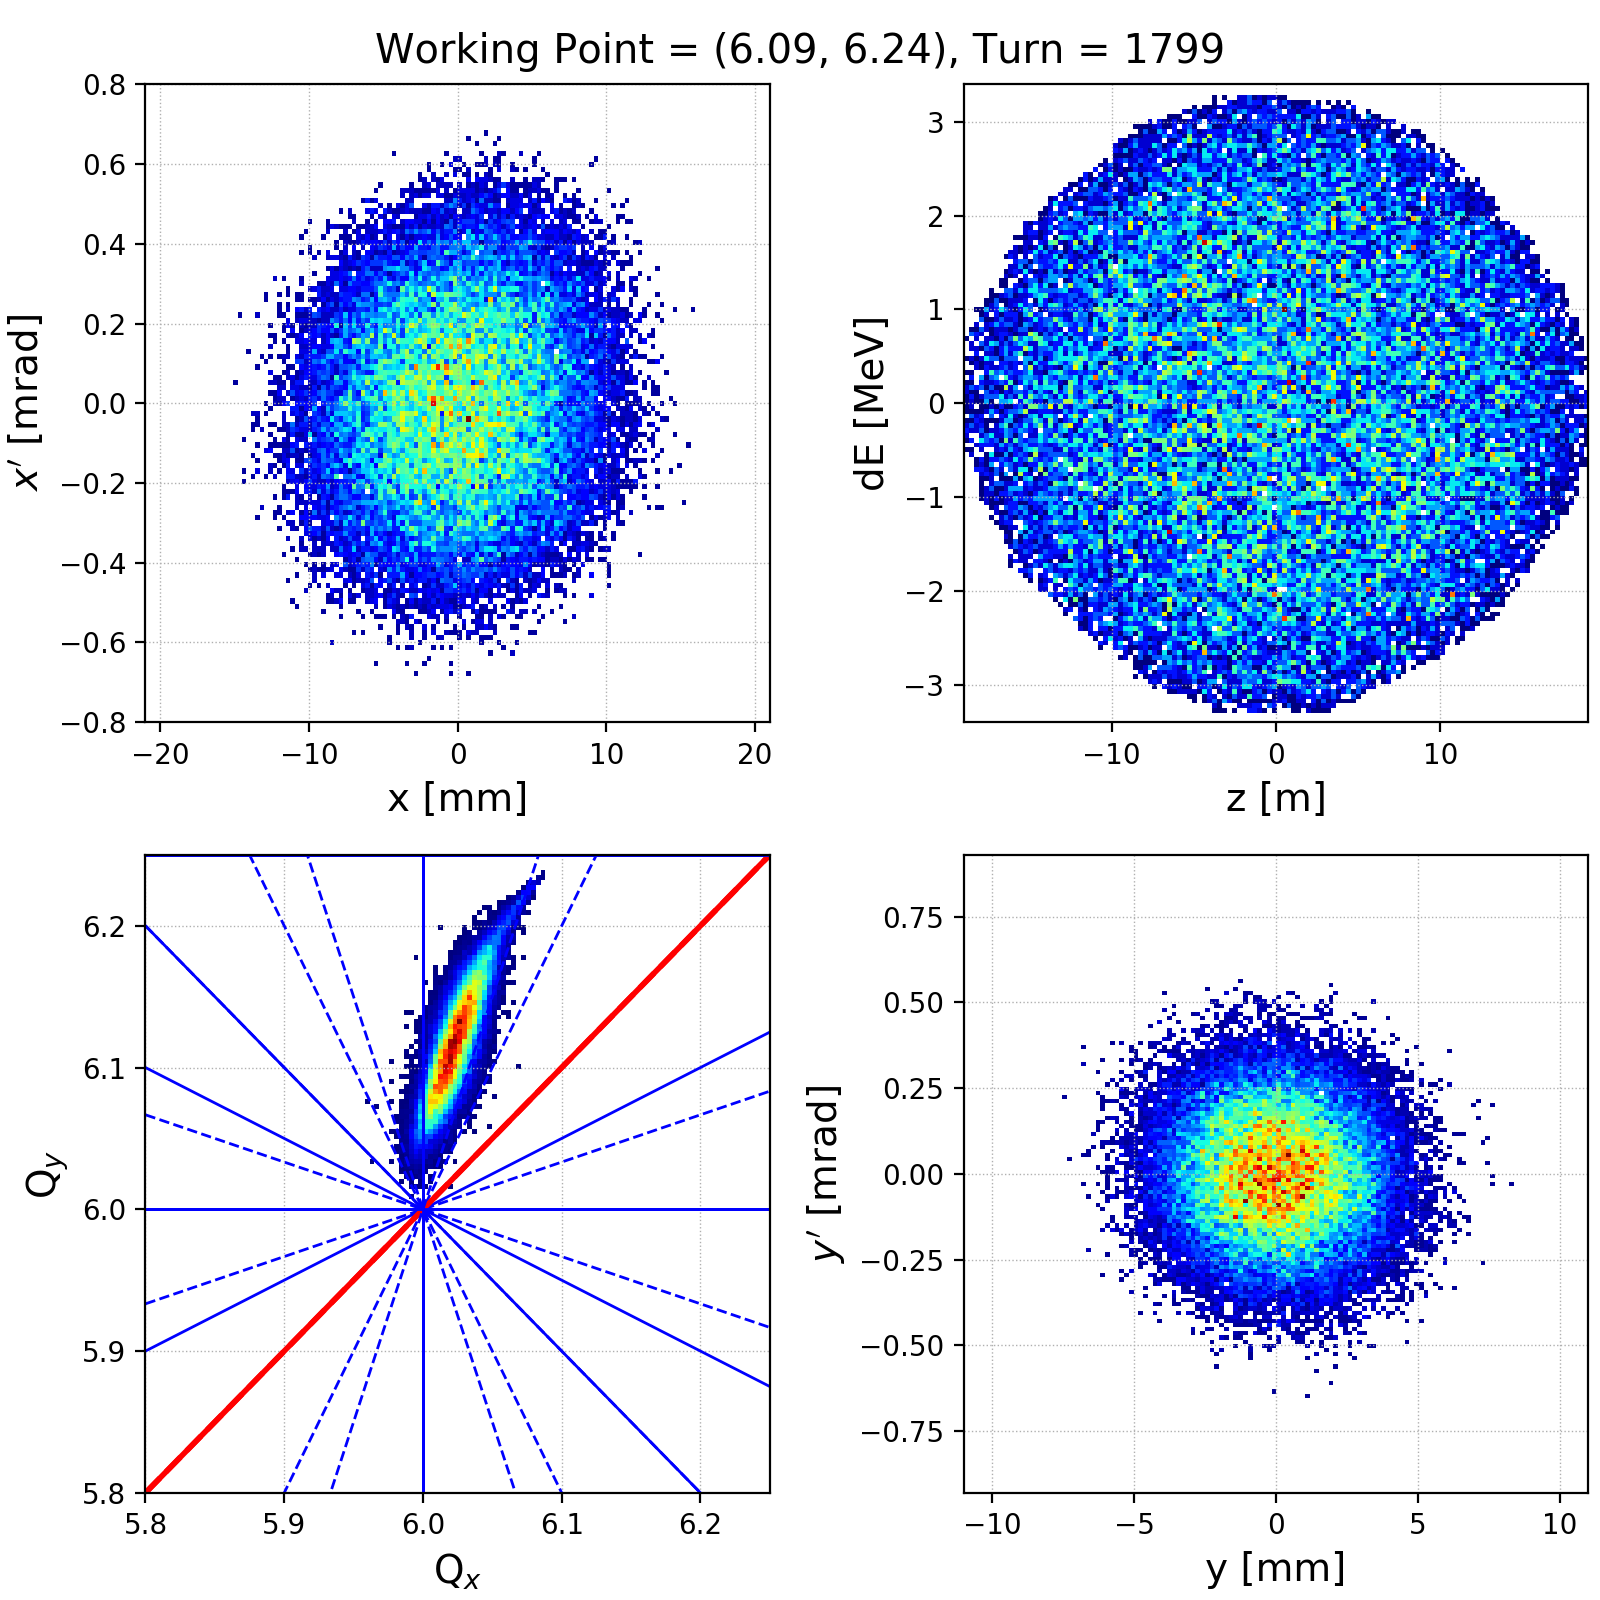 Working Point = (6.09, 6.24), Turn = 1799
0.8
0.6
0.4
0.2
0.0
−0.2
−0.4
−0.6
−0.8
x′ [mrad]
−20 −10 0 10 20
x [mm]
3
2
1
0
−1
−2
−3
dE [MeV]
−10 0 10
z [m]
6.2
6.1
6.0
5.9
5.8
Qy
5.8 5.9 6.0 6.1 6.2
Qx
0.75
0.50
0.25
0.00
−0.25
−0.50
−0.75
y′ [mrad]
−10 −5 0 5 10
y [mm]